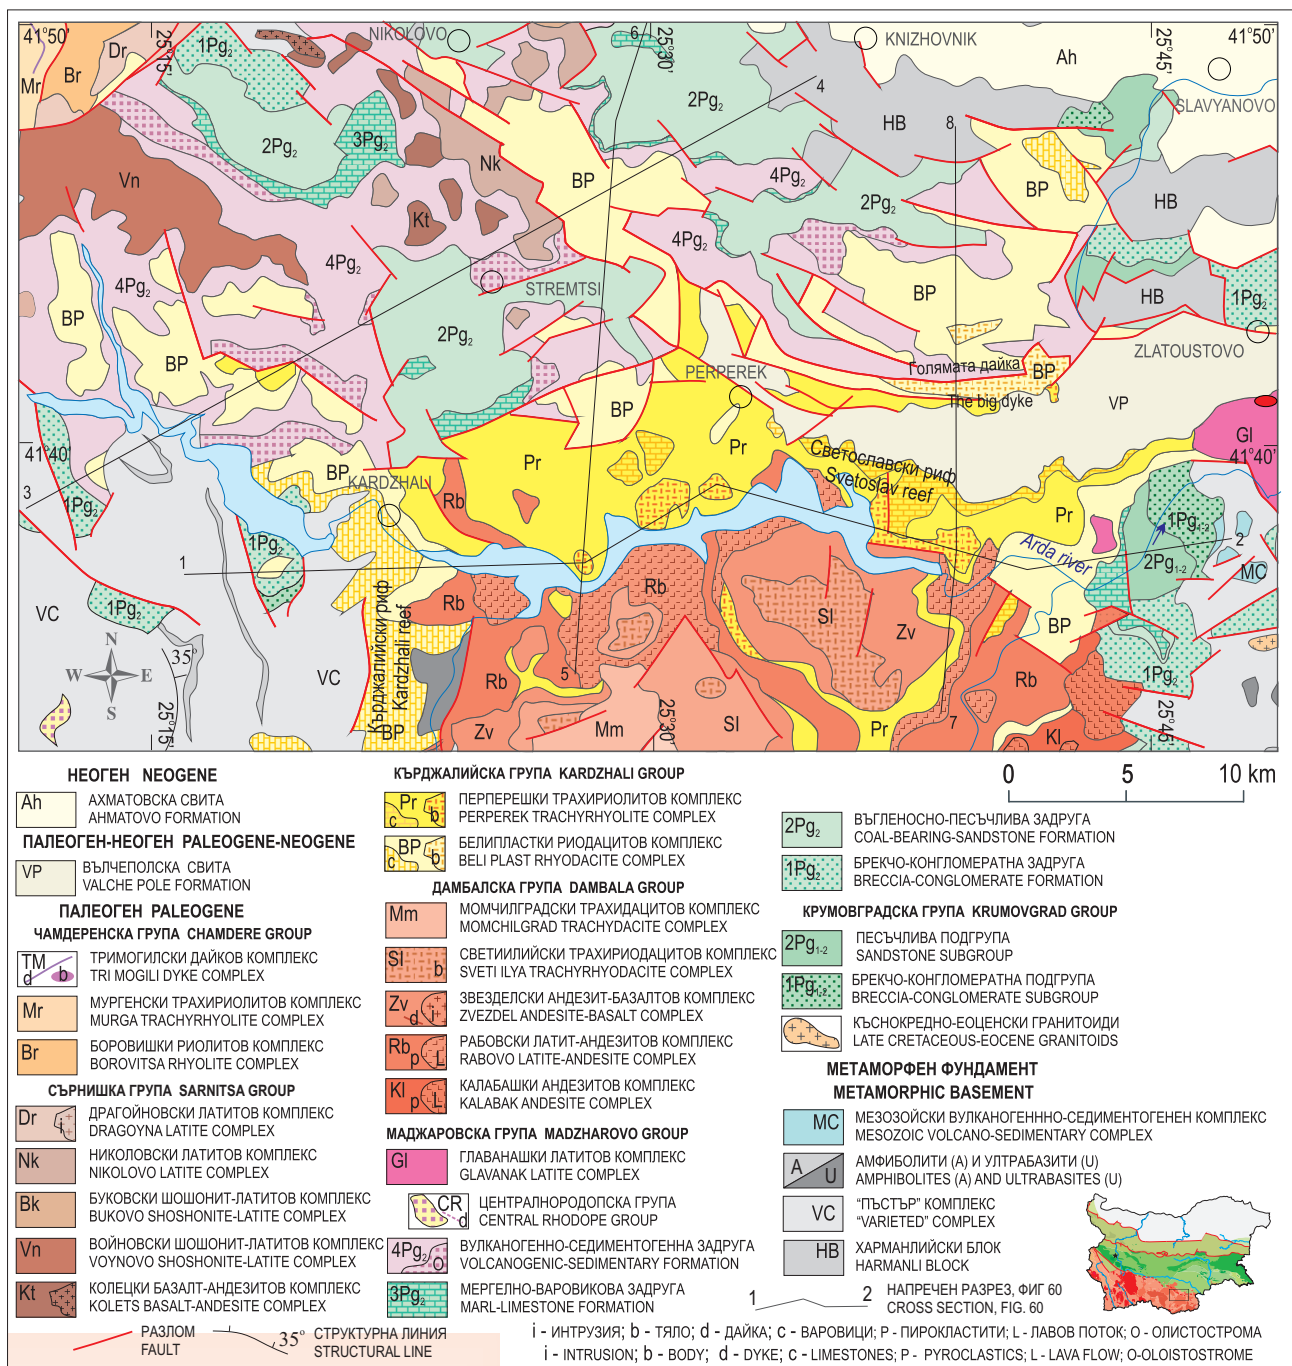 41°50'
25°15'
NIKOLOVO
6
25°30'
KNIZHOVNIK
Ah
25°45'
41°50'
Dr
1Pg2
Br
Mr
2Pg2
4
SLAVYANOVO
HB
8
2Pg2
3Pg2
Nk
BP
4Pg2
Vn
2Pg2
BP
HB
Kt
4Pg2
4Pg2
4Pg2
STREMTSI
BP
HB
1Pg2
BP
2Pg2
BP
ZLATOUSTOVO
PERPEREK
Голямата дайка
BP
The big dyke
VP
BP
Gl
41°40'
41°40'
BP
Pr
Pr
Светославски риф
Svetoslav reef
KARDZHALI
3
1Pg2
Rb
Pr
1Pg1-2
1Pg2
Arda river
2
1
2Pg1-2
MC
Rb
VC
1Pg2
Rb
Sl
Zv
BP
N
W
E
S
35°
VC
Кърджалийски риф
Kardzhali reef
5
Rb
Rb
1Pg2
25°15'
BP
Zv
Mm
25°30'
Sl
Pr
7
Kl
25°45'
НЕОГЕН NEOGENE
Ah
АХМАТОВСКА СВИТА
AHMATOVO FORMATION
ПАЛЕОГЕН-НЕОГЕН PALEOGENE-NEOGENE
VP
ВЪЛЧЕПОЛСКА СВИТА
VALCHE POLE FORMATION
ПАЛЕОГЕН PALEOGENE
ЧАМДЕРЕНСКА ГРУПА CHAMDERE GROUP
TM
d
b
ТРИМОГИЛСКИ ДАЙКОВ КОМПЛЕКС
TRI MOGILI DYKE COMPLEX
Mr
МУРГЕНСКИ ТРАХИРИОЛИТОВ КОМПЛЕКС
MURGA TRACHYRHYOLITE COMPLEX
Br
БОРОВИШКИ РИОЛИТОВ КОМПЛЕКС
BOROVITSA RHYOLITE COMPLEX
СЪРНИШКА ГРУПА SARNITSA GROUP
Dr
i
ДРАГОЙНОВСКИ ЛАТИТОВ КОМПЛЕКС
DRAGOYNA LATITE COMPLEX
Nk
НИКОЛОВСКИ ЛАТИТОВ КОМПЛЕКС
NIKOLOVO LATITE COMPLEX
Bk
БУКОВСКИ ШОШОНИТ-ЛАТИТОВ КОМПЛЕКС
BUKOVO SHOSHONITE-LATITE COMPLEX
Vn
ВОЙНОВСКИ ШОШОНИТ-ЛАТИТОВ КОМПЛЕКС
VOYNOVO SHOSHONITE-LATITE COMPLEX
Kt
КОЛЕЦКИ БАЗАЛТ-АНДЕЗИТОВ КОМПЛЕКС
KOLETS BASALT-ANDESITE COMPLEX
РАЗЛОМ
FAULT
35°
СТРУКТУРНА ЛИНИЯ
STRUCTURAL LINE
КЪРДЖАЛИЙСКА ГРУПА KARDZHALI GROUP
Pr
c
b
ПЕРПЕРЕШКИ ТРАХИРИОЛИТОВ КОМПЛЕКС
PERPEREK TRACHYRHYOLITE COMPLEX
BP
c
b
БЕЛИПЛАСТКИ РИОДАЦИТОВ КОМПЛЕКС
BELI PLAST RHYODACITE COMPLEX
ДАМБАЛСКА ГРУПА DAMBALA GROUP
Mm
МОМЧИЛГРАДСКИ ТРАХИДАЦИТОВ КОМПЛЕКС
MOMCHILGRAD TRACHYDACITE COMPLEX
Sl
b
СВЕТИИЛИЙСКИ ТРАХИРИОДАЦИТОВ КОМПЛЕКС
SVETI ILYA TRACHYRHYODACITE COMPLEX
Zv
d
i
ЗВЕЗДЕЛСКИ АНДЕЗИТ-БАЗАЛТОВ КОМПЛЕКС
ZVEZDEL ANDESITE-BASALT COMPLEX
Rb
p
L
РАБОВСКИ ЛАТИТ-АНДЕЗИТОВ КОМПЛЕКС
RABOVO LATITE-ANDESITE COMPLEX
Kl
p
L
КАЛАБАШКИ АНДЕЗИТОВ КОМПЛЕКС
KALABAK ANDESITE COMPLEX
МАДЖАРОВСКА ГРУПА MADZHAROVO GROUP
Gl
ГЛАВАНАШКИ ЛАТИТОВ КОМПЛЕКС
GLAVANAK LATITE COMPLEX
CR
d
ЦЕНТРАЛНОРОДОПСКА ГРУПА
CENTRAL RHODOPE GROUP
4Pg2
O
ВУЛКАНОГЕННО-СЕДИМЕНТОГЕННА ЗАДРУГА
VOLCANOGENIC-SEDIMENTARY FORMATION
3Pg2
МЕРГЕЛНО-ВАРОВИКОВА ЗАДРУГА
MARL-LIMESTONE FORMATION
0 5 10 km
2Pg2
ВЪГЛЕНОСНО-ПЕСЪЧЛИВА ЗАДРУГА
COAL-BEARING-SANDSTONE FORMATION
1Pg2
БРЕКЧО-КОНГЛОМЕРАТНА ЗАДРУГА
BRECCIA-CONGLOMERATE FORMATION
КРУМОВГРАДСКА ГРУПА KRUMOVGRAD GROUP
2Pg1-2
ПЕСЪЧЛИВА ПОДГРУПА
SANDSTONE SUBGROUP
1Pg1-2
БРЕКЧО-КОНГЛОМЕРАТНА ПОДГРУПА
BRECCIA-CONGLOMERATE SUBGROUP
КЪСНОКРЕДНО-ЕОЦЕНСКИ ГРАНИТОИДИ
LATE CRETACEOUS-EOCENE GRANITOIDS
МЕТАМОРФЕН ФУНДАМЕНТ
METAMORPHIC BASEMENT
MC
МЕЗОЗОЙСКИ ВУЛКАНОГЕННО-СЕДИМЕНТОГЕНЕН КОМПЛЕКС
MESOZOIC VOLCANO-SEDIMENTARY COMPLEX
A
U
АМФИБОЛИТИ (А) И УЛТРАБАЗИТИ (U)
AMPHIBOLITES (A) AND ULTRABASITES (U)
VC
“ПЪСТЪР” КОМПЛЕКС
“VARIETED” COMPLEX
HB
ХАРМАНЛИЙСКИ БЛОК
HARMANLI BLOCK
1
2
НАПРЕЧЕН РАЗРЕЗ, ФИГ 60
CROSS SECTION, FIG. 60
i - ИНТРУЗИЯ; b - ТЯЛО; d - ДАЙКА; c - ВАРОВИЦИ; P - ПИРОКЛАСТИТИ; L - ЛАВОВ ПОТОК; O - ОЛИСТОСТРОМА
i - INTRUSION; b - BODY; d - DYKE; c - LIMESTONES; P - PYROCLASTICS; L - LAVA FLOW; O-OLOISTOSTROME